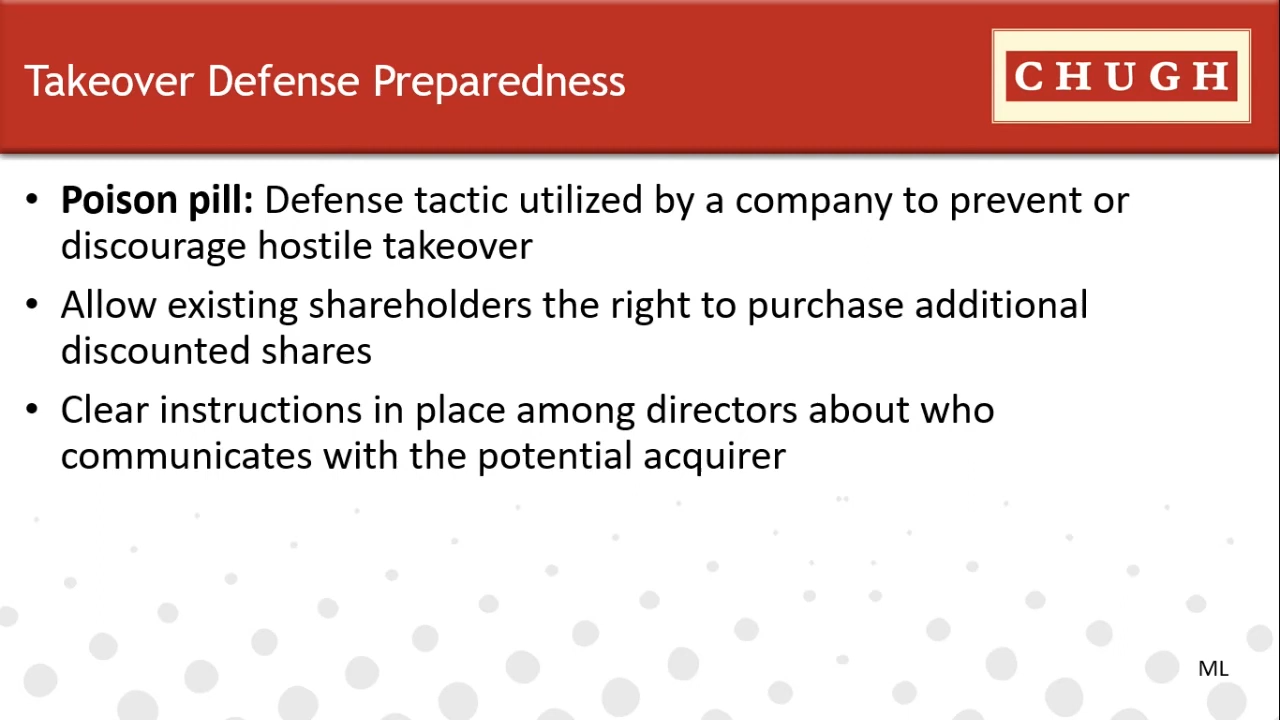 Takeover Defense Preparedness
CHUGH
• Poison pill: Defense tactic utilized by a company to prevent or
discourage hostile takeover
• Allow existing shareholders the right to purchase additional
discounted shares
• Clear instructions in place among directors about who
communicates with the potential acquirer
ML